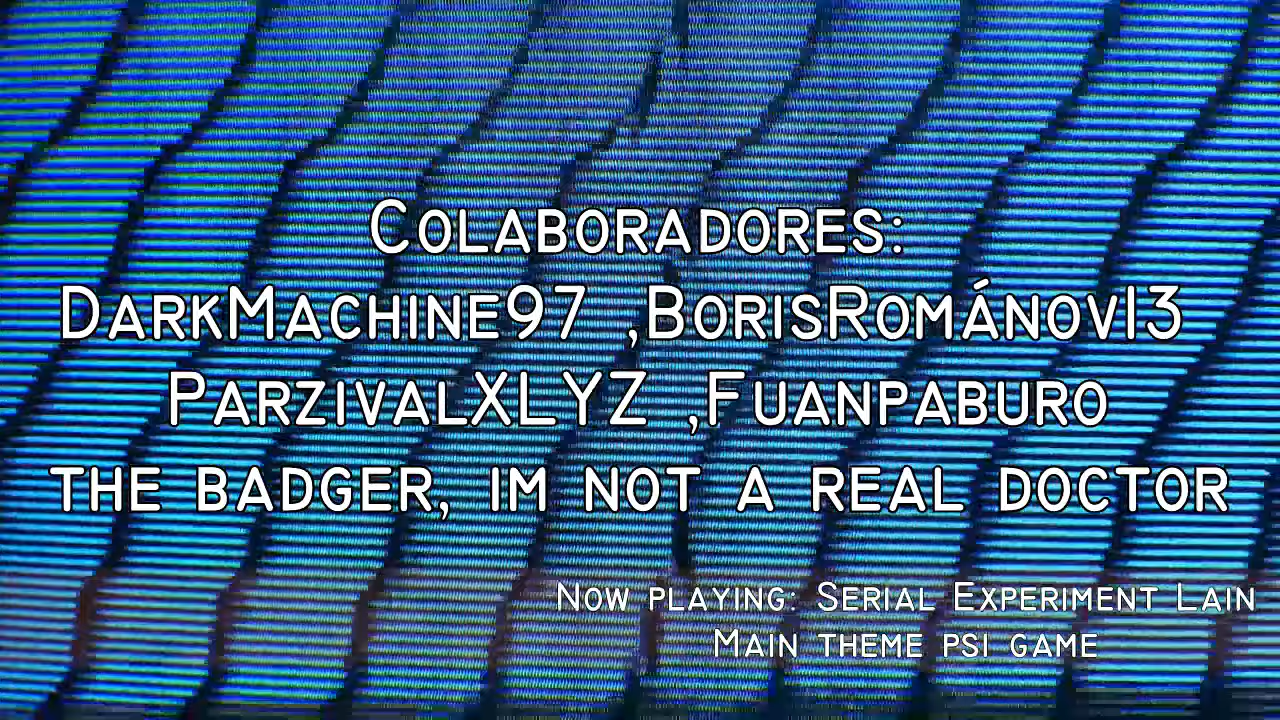 Colaboradores:
DarkMachine97 ,BorisRománov13
ParzivalXLYZ ,Fuanpaburo
the badger, im not a real doctor
Now playing: Serial Experiment Lain
Main theme psi game